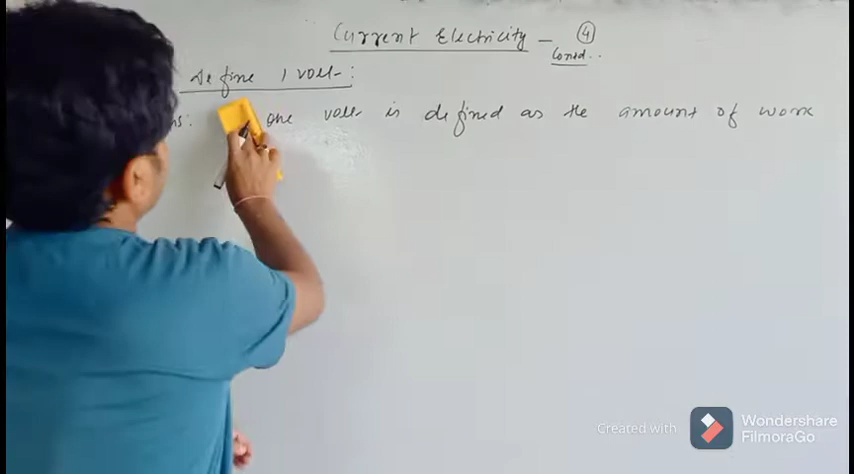 Current Electricity - 4
Contd..
Define 1 volt:
ns: one volt is defined as the amount of work
Created with Wondershare FilmoraGo